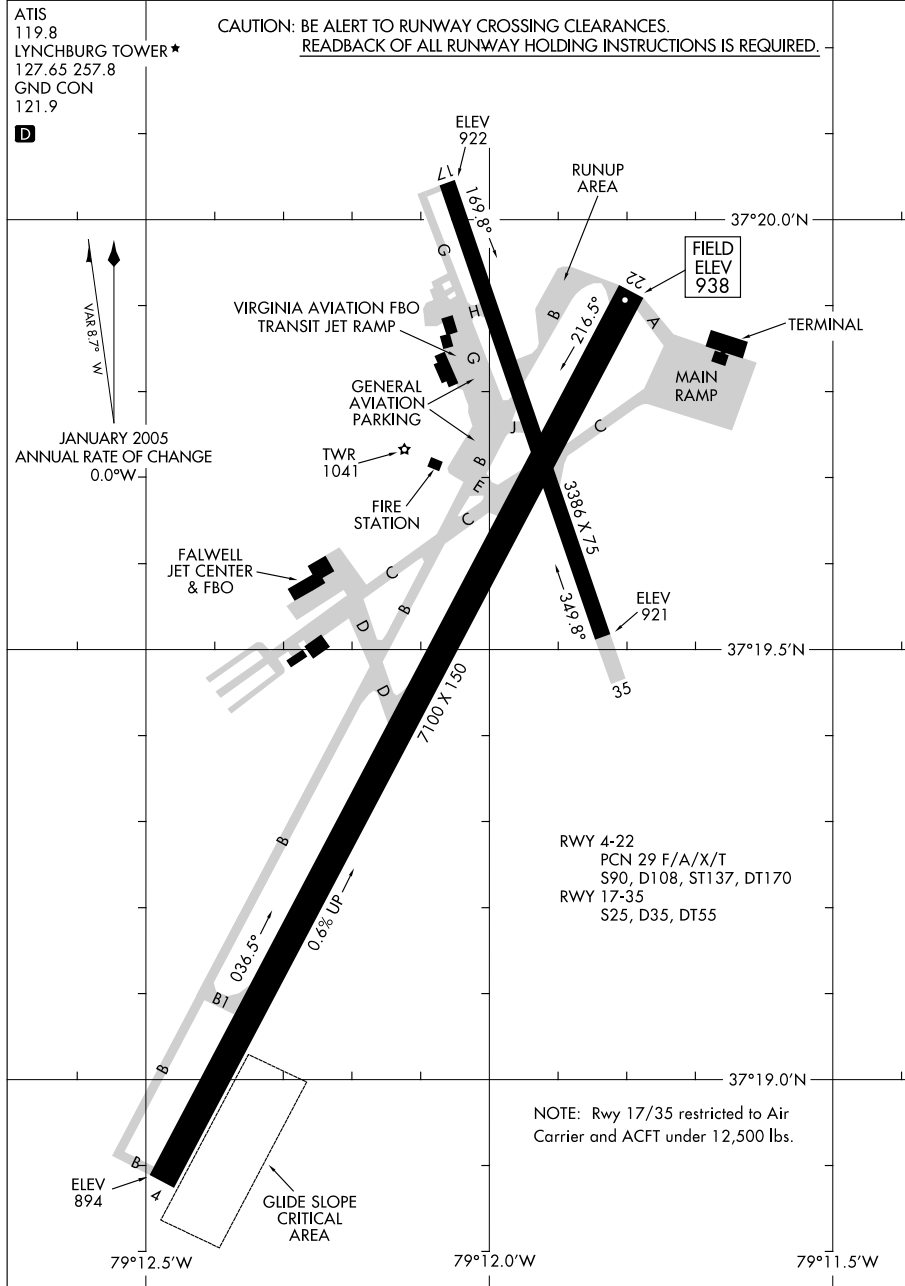 ATIS
119.8
LYNCHBURG TOWER★
127.65 257.8
GND CON
121.9
D
CAUTION: BE ALERT TO RUNWAY CROSSING CLEARANCES.
READBACK OF ALL RUNWAY HOLDING INSTRUCTIONS IS REQUIRED.
ELEV
922
17
169.8°
RUNUP
AREA
37°20.0'N
FIELD
ELEV
938
22
G
H
B
A
216.5°
VAR 8.7° W
VIRGINIA AVIATION FBO
TRANSIT JET RAMP
TERMINAL
G
MAIN
RAMP
GENERAL
AVIATION
PARKING
J
C
JANUARY 2005
ANNUAL RATE OF CHANGE
0.0°W
TWR
1041
B
E
FIRE
STATION
C
3386 X 75
FALWELL
JET CENTER
& FBO
C
B
D
349.8°
ELEV
921
37°19.5'N
D
35
7100 X 150
B
RWY 4-22
PCN 29 F/A/X/T
S90, D108, ST137, DT170
RWY 17-35
S25, D35, DT55
036.5°
0.6% UP
B1
B
37°19.0'N
NOTE: Rwy 17/35 restricted to Air
Carrier and ACFT under 12,500 lbs.
B
ELEV
894
4
GLIDE SLOPE
CRITICAL
AREA
79°12.5'W
79°12.0'W
79°11.5'W